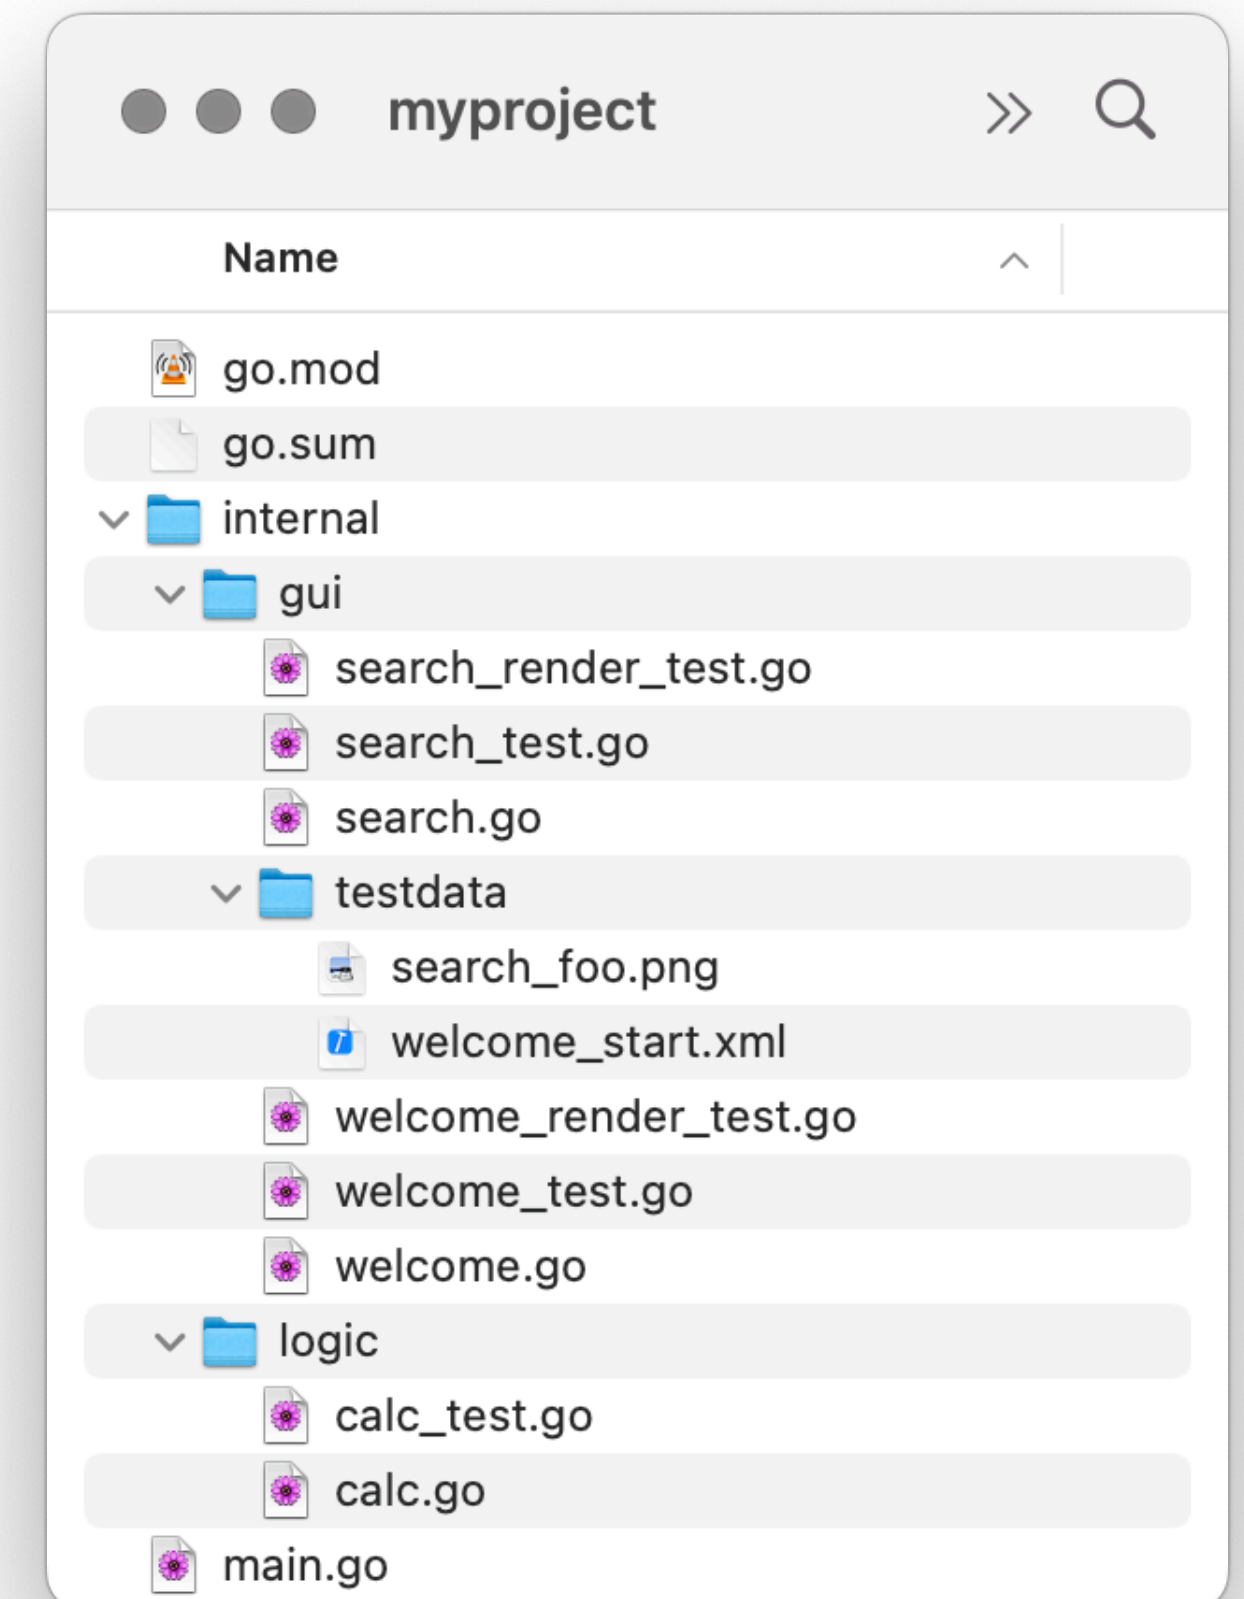 myproject
Name
go.mod
go.sum
internal
gui
search_render_test.go
search_test.go
search.go
testdata
search_foo.png
welcome_start.xml
welcome_render_test.go
welcome_test.go
welcome.go
logic
calc_test.go
calc.go
main.go